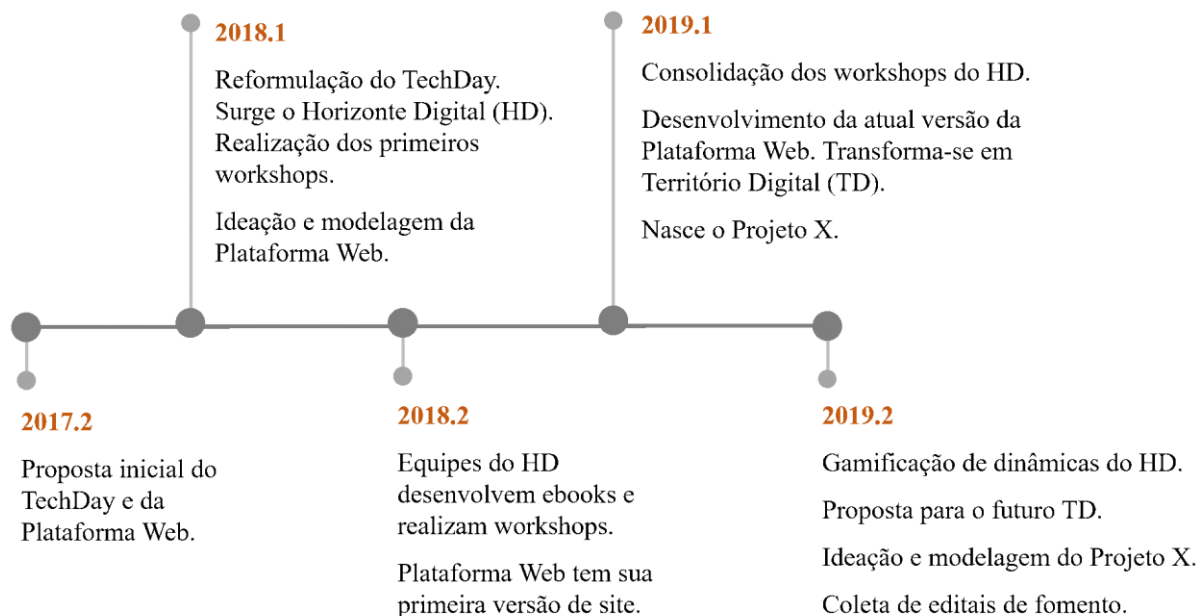 2018.1
Reformulação do TechDay.
Surge o Horizonte Digital (HD).
Realização dos primeiros
workshops.
Ideação e modelagem da
Plataforma Web.
2019.1
Consolidação dos workshops do HD.
Desenvolvimento da atual versão da
Plataforma Web. Transforma-se em
Território Digital (TD).
Nasce o Projeto X.
2017.2
Proposta inicial do
TechDay e da
Plataforma Web.
2018.2
Equipes do HD
desenvolvem ebooks e
realizam workshops.
Plataforma Web tem sua
primeira versão de site.
2019.2
Gamificação de dinâmicas do HD.
Proposta para o futuro TD.
Ideação e modelagem do Projeto X.
Coleta de editais de fomento.